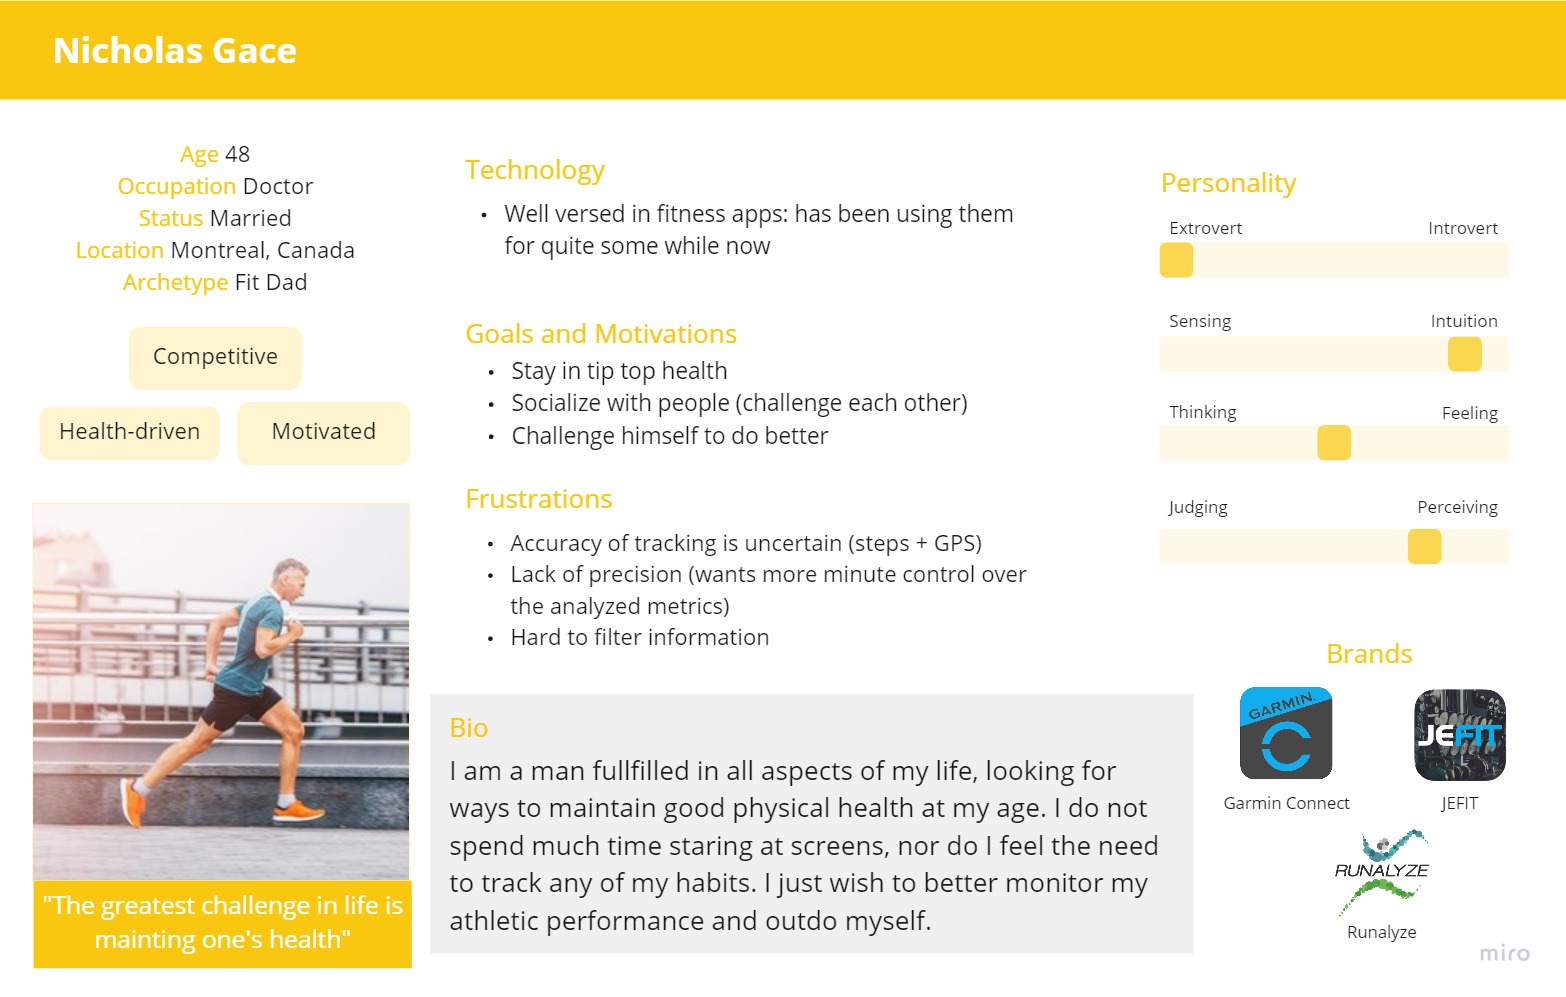 Nicholas Gace
Age 48
Occupation Doctor
Status Married
Location Montreal, Canada
Archetype Fit Dad
Competitive
Health-driven
Motivated
"The greatest challenge in life is
mainting one's health"
Technology
• Well versed in fitness apps: has been using them
for quite some while now
Goals and Motivations
• Stay in tip top health
• Socialize with people (challenge each other)
• Challenge himself to do better
Frustrations
• Accuracy of tracking is uncertain (steps + GPS)
• Lack of precision (wants more minute control over
the analyzed metrics)
• Hard to filter information
Bio
I am a man fullfilled in all aspects of my life, looking for
ways to maintain good physical health at my age. I do not
spend much time staring at screens, nor do I feel the need
to track any of my habits. I just wish to better monitor my
athletic performance and outdo myself.
Personality
Extrovert Introvert
Sensing Intuition
Thinking Feeling
Judging Perceiving
Brands
GARMIN.
Garmin Connect
JEFIT
JEFIT
RUNALYZE
Runalyze
miro